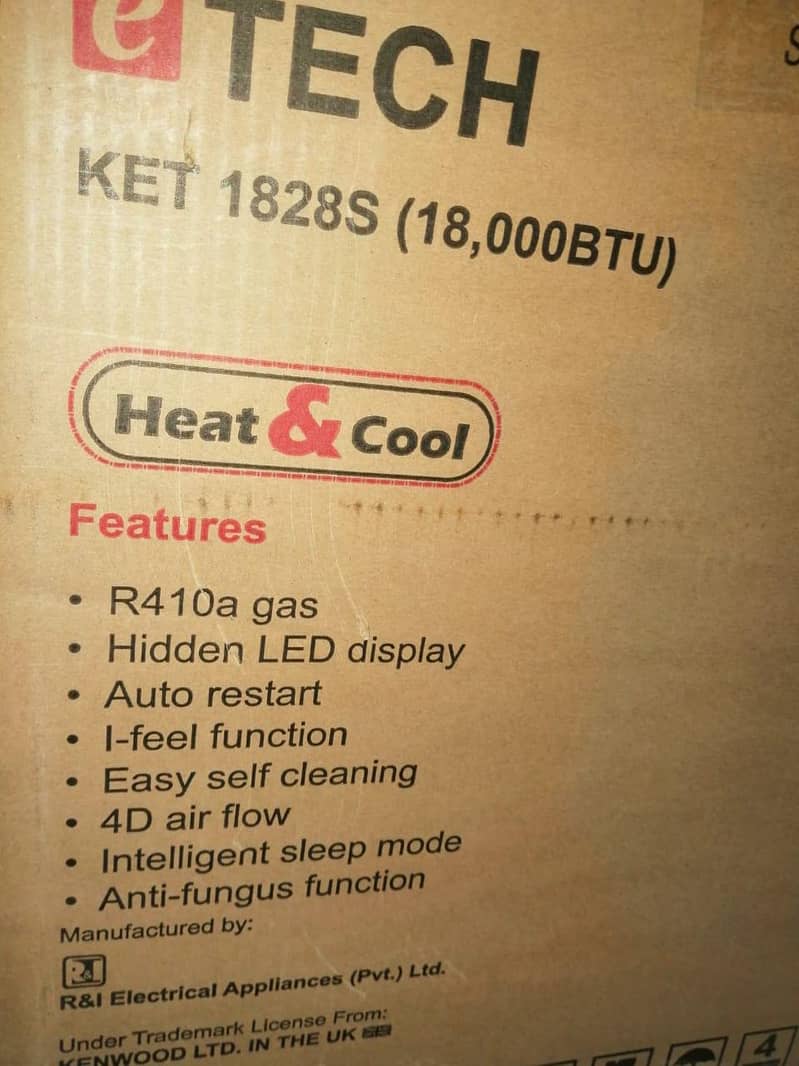 e TECH
KET 1828S (18,000BTU)
Heat & Cool
Features
• R410a gas
• Hidden LED display
• Auto restart
• I-feel function
• Easy self cleaning
• 4D air flow
• Intelligent sleep mode
• Anti-fungus function
Manufactured by:
R&I
R&I Electrical Appliances (Pvt.) Ltd.
Under Trademark License From:
KENWOOD LTD. IN THE UK
4